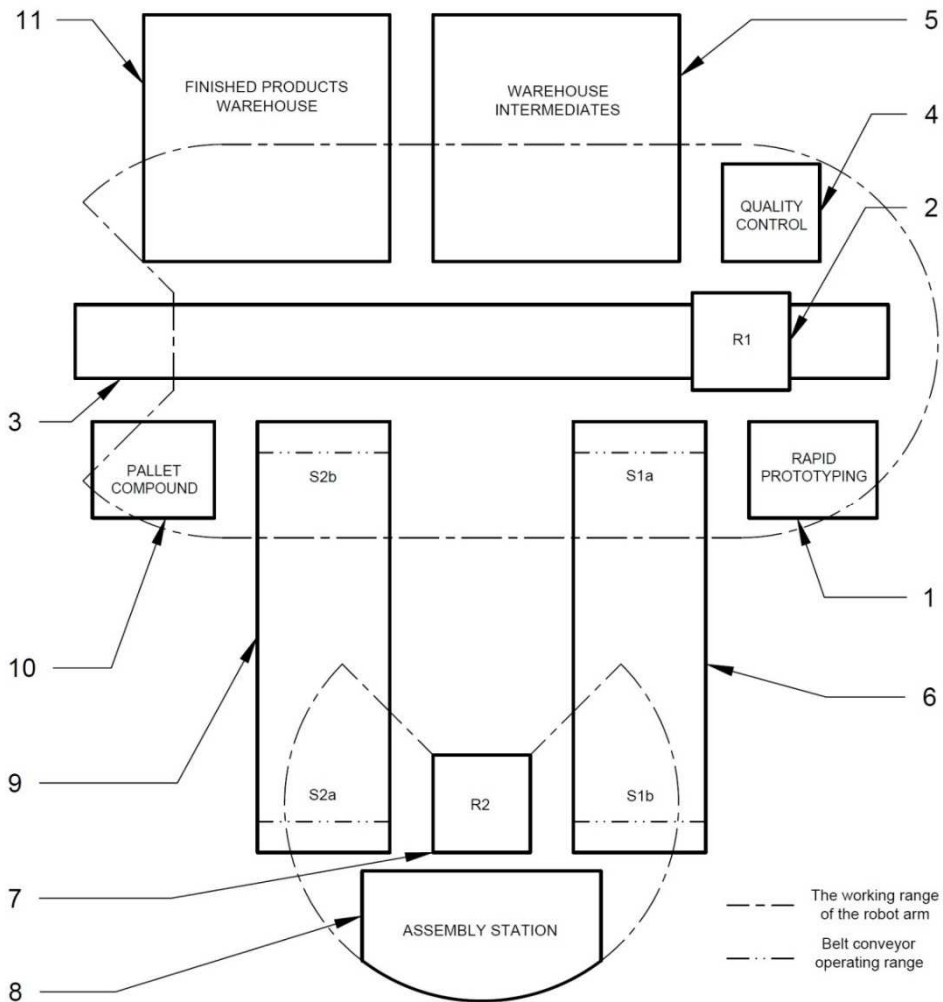 11
5
FINISHED PRODUCTS
WAREHOUSE
WAREHOUSE
INTERMEDIATES
4
QUALITY
CONTROL
2
R1
3
PALLET
COMPOUND
S2b
S1a
RAPID
PROTOTYPING
1
10
6
9
S2a
R2
S1b
7
ASSEMBLY STATION
8
The working range
of the robot arm
Belt conveyor
operating range